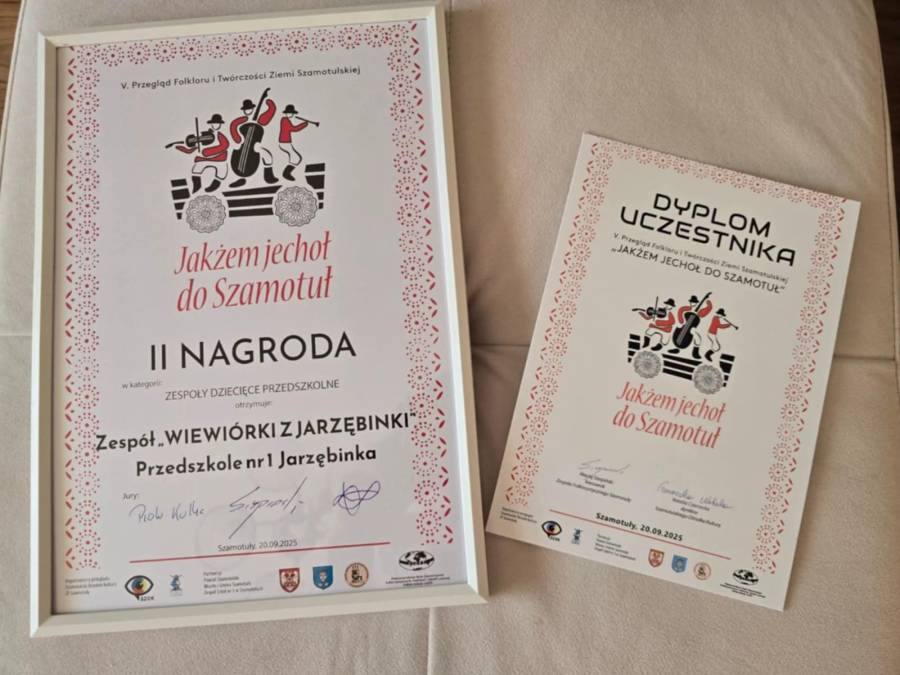 V. Przegląd Folkloru i Twórczości Ziemi Szamotulskiej
Jakżem jechoł
do Szamotuł
II NAGRODA
w kategorii:
ZESPOŁY DZIECIĘCE PRZEDSZKOLNE
otrzymuje:
Zespół „WIEWIÓRKI Z JARZĘBINKI"
Przedszkole nr 1 Jarzębinka
Jury:
Szamotuły, 20.09.2025
Partnerzy:
SZOK
DYPLOM
UCZESTNIKA
V. Przegląd Folkloru i Twórczości Ziemi Szamotulskiej
„JAKŻEM JECHOŁ DO SZAMOTUŁ"
Jakżem jechoł
do Szamotuł
Szamotuły, 20.09.2025